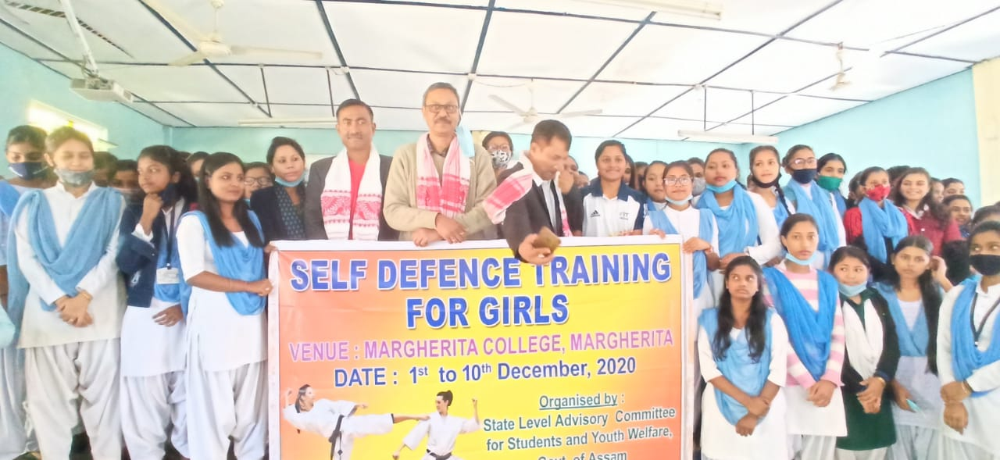 SELF DEFENCE TRAINING
FOR GIRLS
VENUE : MARGHERITA COLLEGE, MARGHERITA
DATE : 1st to 10th December, 2020
Organised by :
State Level Advisory Committee
for Students and Youth Welfare,
Govt. of Assam